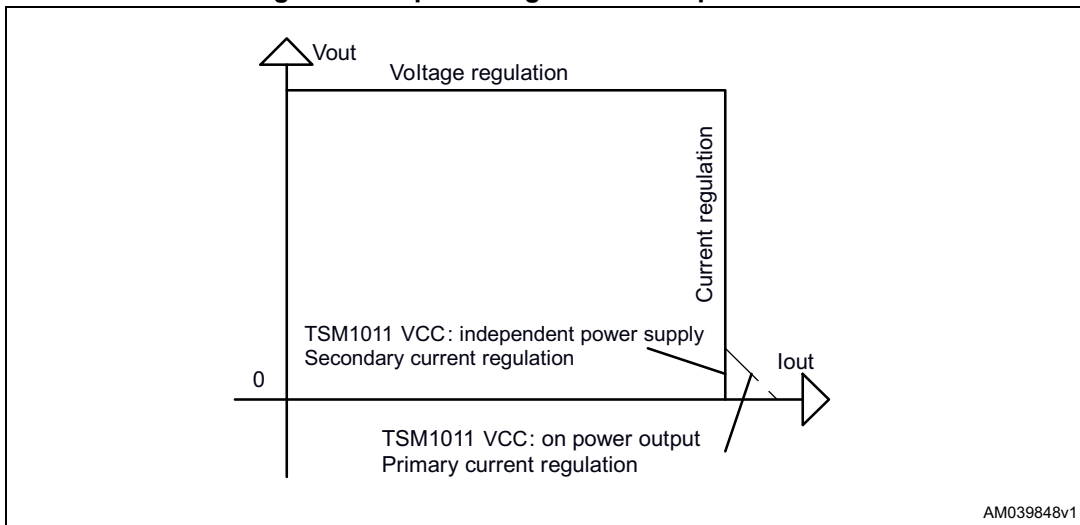 Vout
Voltage regulation
Current regulation
TSM1011 VCC: independent power supply
Secondary current regulation
Iout
0
TSM1011 VCC: on power output
Primary current regulation
AM039848v1